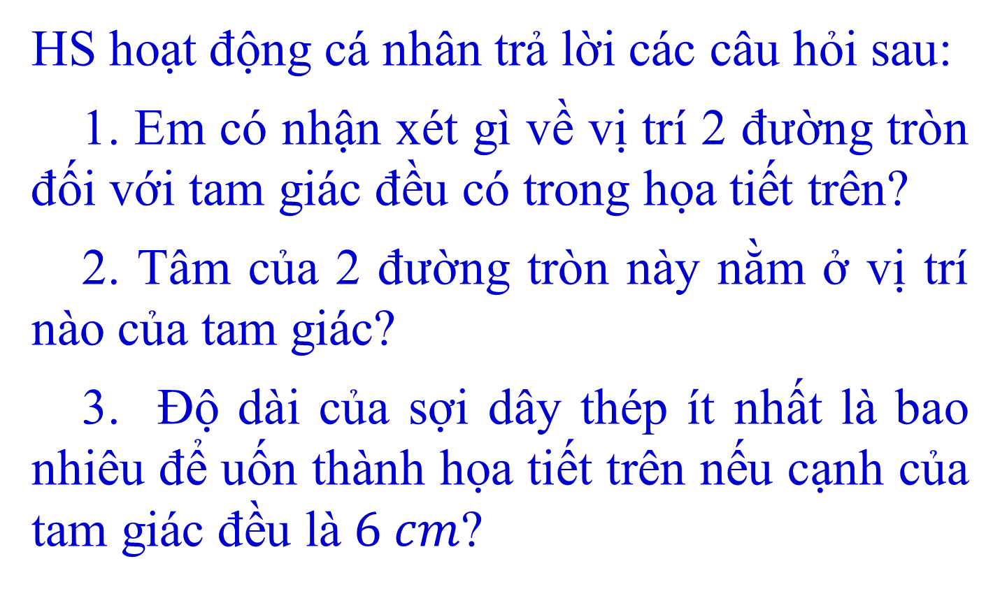 HS hoạt động cá nhân trả lời các câu hỏi sau:
1. Em có nhận xét gì về vị trí 2 đường tròn
đối với tam giác đều có trong họa tiết trên?
2. Tâm của 2 đường tròn này nằm ở vị trí
nào của tam giác?
3. Độ dài của sợi dây thép ít nhất là bao
nhiêu để uốn thành họa tiết trên nếu cạnh của
tam giác đều là 6 cm?